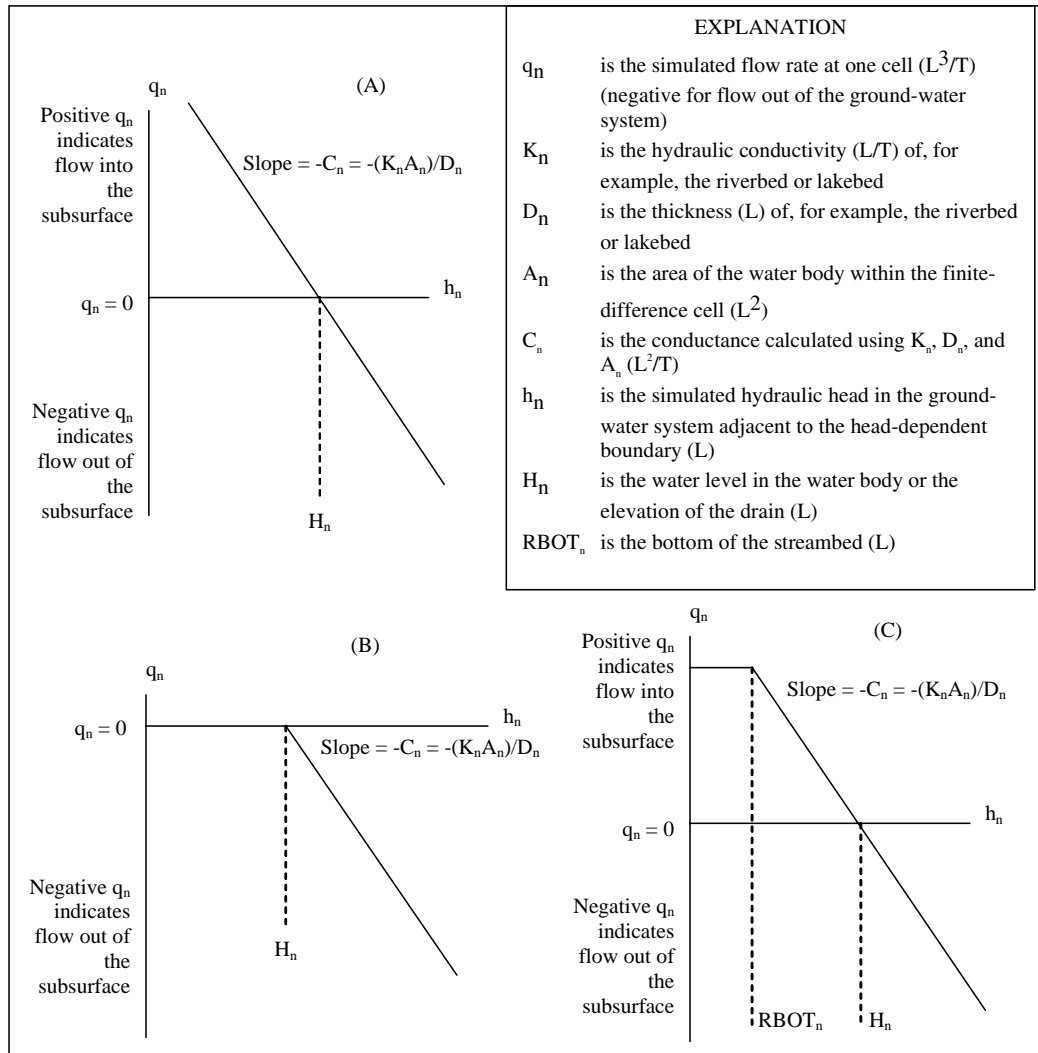 qₙ
(A)
Positive qₙ
indicates
flow into
the
subsurface
Slope = -Cₙ = -(KₙAₙ)/Dₙ
qₙ = 0
hₙ
Negative qₙ
indicates
flow out of
the
subsurface
Hₙ
EXPLANATION
qₙ is the simulated flow rate at one cell (L³/T)
(negative for flow out of the ground-water
system)
Kₙ is the hydraulic conductivity (L/T) of, for
example, the riverbed or lakebed
Dₙ is the thickness (L) of, for example, the riverbed
or lakebed
Aₙ is the area of the water body within the finite-
difference cell (L²)
Cₙ is the conductance calculated using Kₙ, Dₙ, and
Aₙ (L²/T)
hₙ is the simulated hydraulic head in the ground-
water system adjacent to the head-dependent
boundary (L)
Hₙ is the water level in the water body or the
elevation of the drain (L)
RBOTₙ is the bottom of the streambed (L)
(B)
qₙ
qₙ = 0
hₙ
Slope = -Cₙ = -(KₙAₙ)/Dₙ
Negative qₙ
indicates
flow out of
the
subsurface
Hₙ
qₙ
(C)
Positive qₙ
indicates
flow into
the
subsurface
Slope = -Cₙ = -(KₙAₙ)/Dₙ
qₙ = 0
hₙ
Negative qₙ
indicates
flow out of
the
subsurface
RBOTₙ
Hₙ